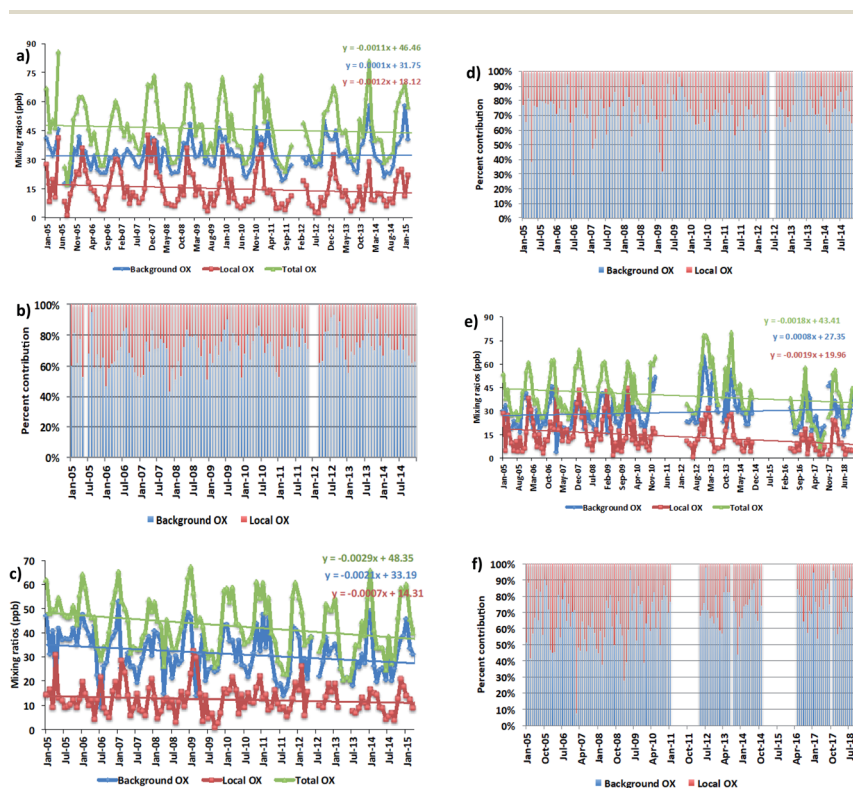 a)
y = -0.0011x + 46.46
y = 0.0001x + 31.75
y = -0.0012x + 18.12
Mixing ratios (ppb)
90
75
60
45
30
15
0
Jan-05
Jun-05
Nov-05
Apr-06
Sep-06
Feb-07
Jul-07
Dec-07
May-08
Oct-08
Mar-09
Aug-09
Jan-10
Jun-10
Nov-10
Apr-11
Sep-11
Feb-12
Jul-12
Dec-12
May-13
Oct-13
Mar-14
Aug-14
Jan-15
Background OX
Local OX
Total OX
d)
Percent contribution
100%
90%
80%
70%
60%
50%
40%
30%
20%
10%
0%
Jan-05
Jul-05
Jan-06
Jul-06
Jan-07
Jul-07
Jan-08
Jul-08
Jan-09
Jul-09
Jan-10
Jul-10
Jan-11
Jul-11
Jan-12
Jul-12
Jan-13
Jul-13
Jan-14
Jul-14
Background OX
Local OX
b)
Percent contribution
100%
80%
60%
40%
20%
0%
Jan-05
Jul-05
Jan-06
Jul-06
Jan-07
Jul-07
Jan-08
Jul-08
Jan-09
Jul-09
Jan-10
Jul-10
Jan-11
Jul-11
Jan-12
Jul-12
Jan-13
Jul-13
Jan-14
Jul-14
Background OX
Local OX
e)
y = -0.0018x + 43.41
y = 0.0008x + 27.35
y = -0.0019x + 19.96
Mixing ratios (ppb)
90
75
60
45
30
15
0
Jan-05
Aug-05
Mar-06
Oct-06
May-07
Dec-07
Jul-08
Feb-09
Sep-09
Apr-10
Nov-10
Jun-11
Jan-12
Aug-12
Mar-13
Oct-13
May-14
Dec-14
Jul-15
Feb-16
Sep-16
Apr-17
Nov-17
Jun-18
Background OX
Local OX
Total OX
c)
y = -0.0029x + 48.35
y = -0.0021x + 33.19
y = -0.0007x + 14.31
Mixing ratios (ppb)
70
60
50
40
30
20
10
0
Jan-05
Jul-05
Jan-06
Jul-06
Jan-07
Jul-07
Jan-08
Jul-08
Jan-09
Jul-09
Jan-10
Jul-10
Jan-11
Jul-11
Jan-12
Jul-12
Jan-13
Jul-13
Jan-14
Jul-14
Jan-15
Background OX
Local OX
Total OX
f)
Percent contribution
100%
90%
80%
70%
60%
50%
40%
30%
20%
10%
0%
Jan-05
Oct-05
Jul-06
Apr-07
Jan-08
Oct-08
Jul-09
Apr-10
Jan-11
Oct-11
Jul-12
Apr-13
Jan-14
Oct-14
Jul-15
Apr-16
Jan-17
Oct-17
Jul-18
Background OX
Local OX